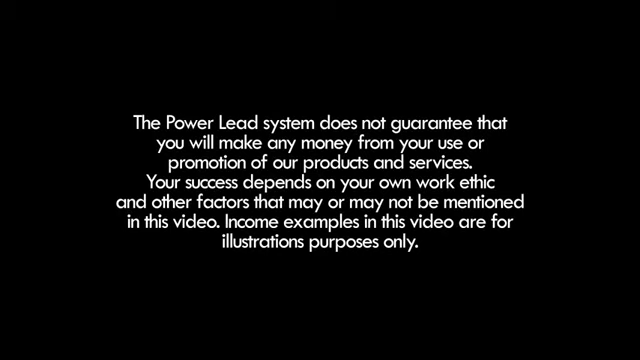 The Power Lead system does not guarantee that
you will make any money from your use or
promotion of our products and services.
Your success depends on your own work ethic
and other factors that may or may not be mentioned
in this video. Income examples in this video are for
illustrations purposes only.